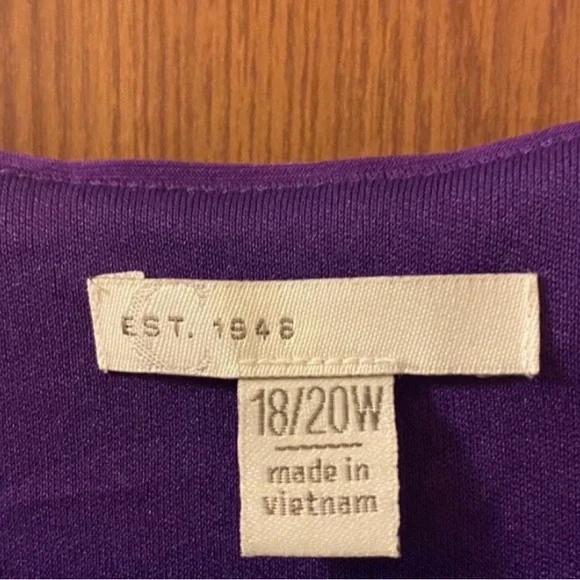 C
EST. 1946
18/20W
made in
vietnam